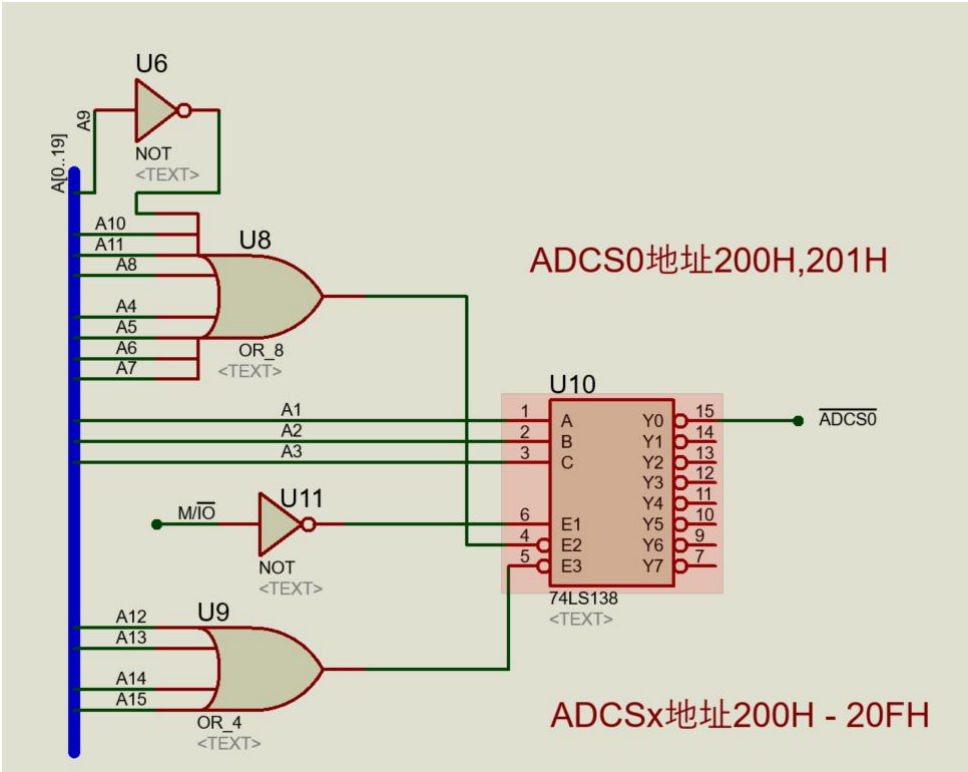 U6
A9
A[0..19]
NOT
<TEXT>
A10
A11
A8
U8
ADCS0地址200H,201H
A4
A5
A6
A7
OR_8
<TEXT>
U10
A1
A2
A3
1 A Y0 15
2 B Y1 14
3 C Y2 13
Y3 12
Y4 11
6 E1 Y5 10
4 E2 Y6 9
5 E3 Y7 7
ADCS0
M/IO
U11
NOT
<TEXT>
74LS138
<TEXT>
A12
A13
A14
A15
U9
OR_4
<TEXT>
ADCSx地址200H - 20FH